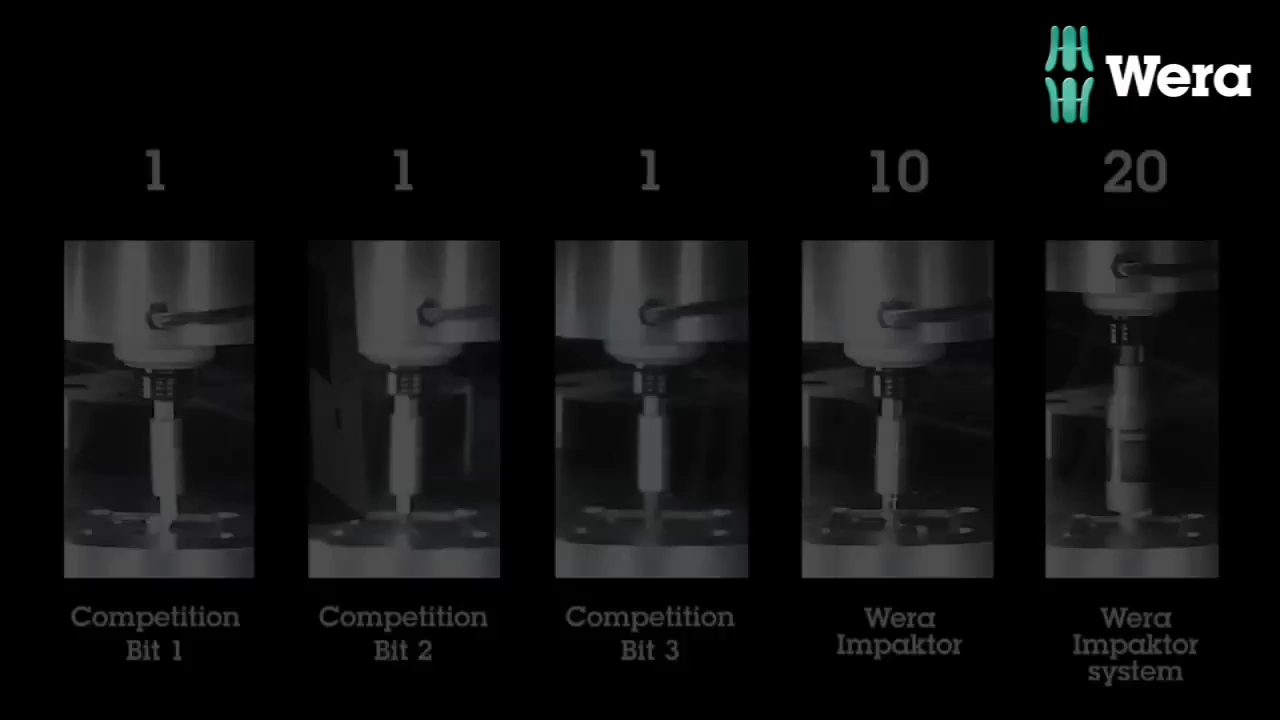 Wera
1 1 1 10 20
Competition Bit 1
Competition Bit 2
Competition Bit 3
Wera Impaktor
Wera Impaktor system